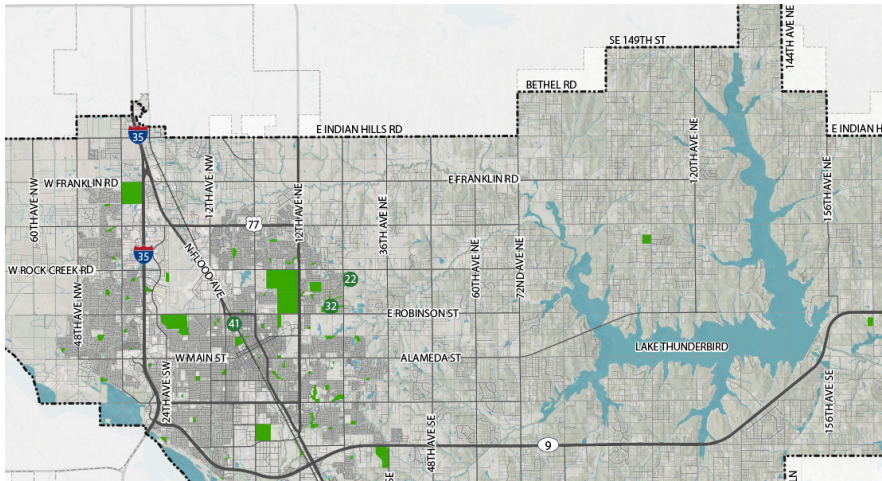 SE 149TH ST
144TH AVE NE
BETHEL RD
E INDIAN HILLS RD
E INDIAN H
35
W FRANKLIN RD
E FRANKLIN RD
60TH AVE NW
12TH AVE NW
12TH AVE NE
36TH AVE NE
60TH AVE NE
72ND AVE NE
120TH AVE NE
156TH AVE NE
77
N FLOOD AVE
35
W ROCK CREEK RD
48TH AVE NW
22
32
41
E ROBINSON ST
W MAIN ST
ALAMEDA ST
LAKE THUNDERBIRD
24TH AVE SW
48TH AVE SE
156TH AVE SE
9
SE
LN